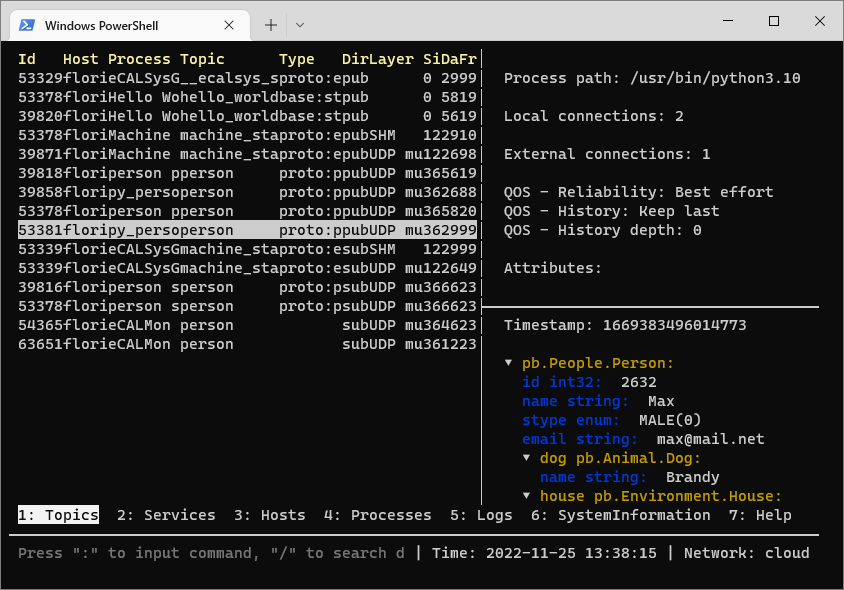 Windows PowerShell
Id   Host Process Topic      Type   DirLayer SiDaFr
53329florieCALSysG__ecalsys_sproto:epub      0 2999
53378floriHello Wohello_worldbase:stpub      0 5819
39820floriHello Wohello_worldbase:stpub      0 5619
53378floriMachine machine_staproto:epubSHM   122910
39871floriMachine machine_staproto:epubUDP mu122698
39818floriperson pperson     proto:ppubUDP mu365619
39858floripy_persoperson     proto:ppubUDP mu362688
53378floriperson pperson     proto:ppubUDP mu365820
53381floripy_persoperson     proto:ppubUDP mu362999
53339florieCALSysGmachine_staproto:esubSHM   122999
53339florieCALSysGmachine_staproto:esubUDP mu122649
39816floriperson sperson     proto:psubUDP mu366623
53378floriperson sperson     proto:psubUDP mu366623
54365florieCALMon person            subUDP mu364623
63651florieCALMon person            subUDP mu361223
Process path: /usr/bin/python3.10
Local connections: 2
External connections: 1
QOS - Reliability: Best effort
QOS - History: Keep last
QOS - History depth: 0
Attributes:
Timestamp: 1669383496014773
▼ pb.People.Person:
id int32:  2632
name string:  Max
stype enum:  MALE(0)
email string:  max@mail.net
▼ dog pb.Animal.Dog:
name string:  Brandy
▼ house pb.Environment.House:
1: Topics  2: Services  3: Hosts  4: Processes  5: Logs  6: SystemInformation  7: Help
Press ":" to input command, "/" to search d | Time: 2022-11-25 13:38:15 | Network: cloud